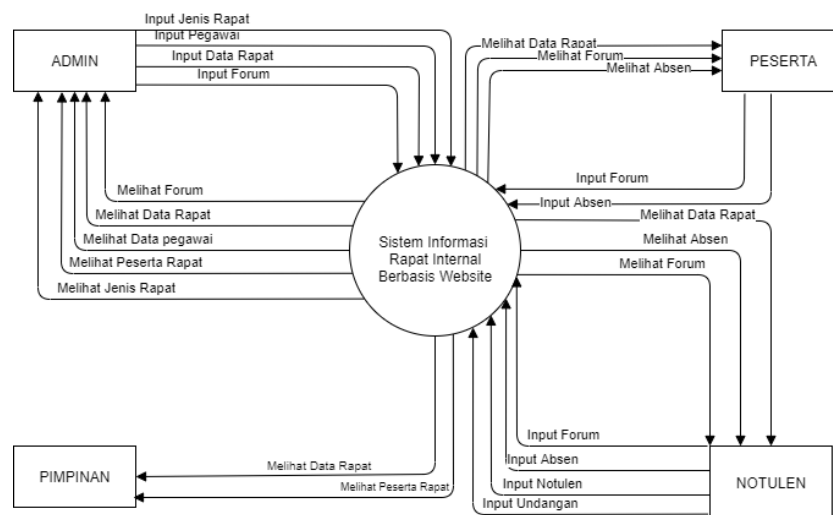 Input Jenis Rapat
Input Pegawai
Input Data Rapat
Input Forum
ADMIN
Melihat Data Rapat
Melihat Forum
Melihat Absen
PESERTA
Input Forum
Input Absen
Melihat Forum
Melihat Data Rapat
Melihat Data pegawai
Melihat Peserta Rapat
Melihat Jenis Rapat
Sistem Informasi
Rapat Internal
Berbasis Website
Melihat Data Rapat
Melihat Absen
Melihat Forum
Input Forum
Input Absen
Input Notulen
Input Undangan
NOTULEN
PIMPINAN
Melihat Data Rapat
Melihat Peserta Rapat